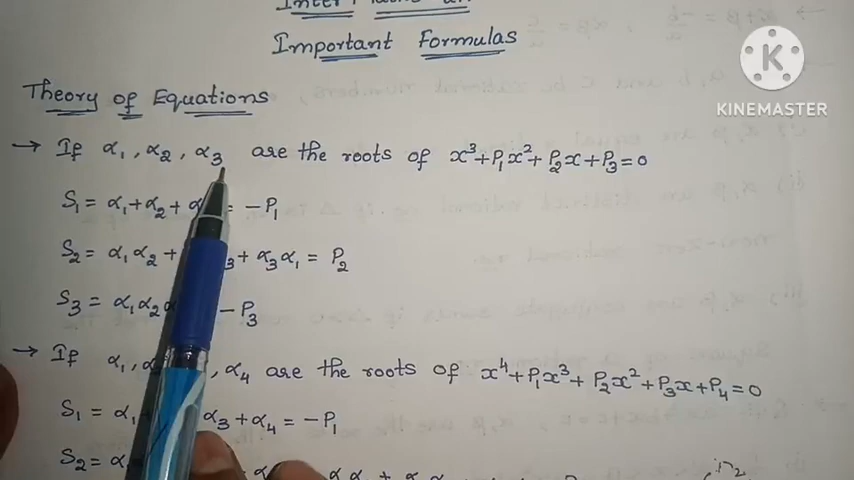 Important Formulas
K
KINEMASTER
Theory of Equations
→ If α₁, α₂, α₃ are the roots of x³+P₁x²+P₂x+P₃=0
S₁= α₁+α₂+α = -P₁
S₂= α₁α₂+ ₃+α₃α₁ = P₂
S₃= α₁α₂ -P₃
→ If α₁, , α₄ are the roots of x⁴+P₁x³+P₂x²+P₃x+P₄=0
S₁= α₁ α₃+α₄ = -P₁
S₂=